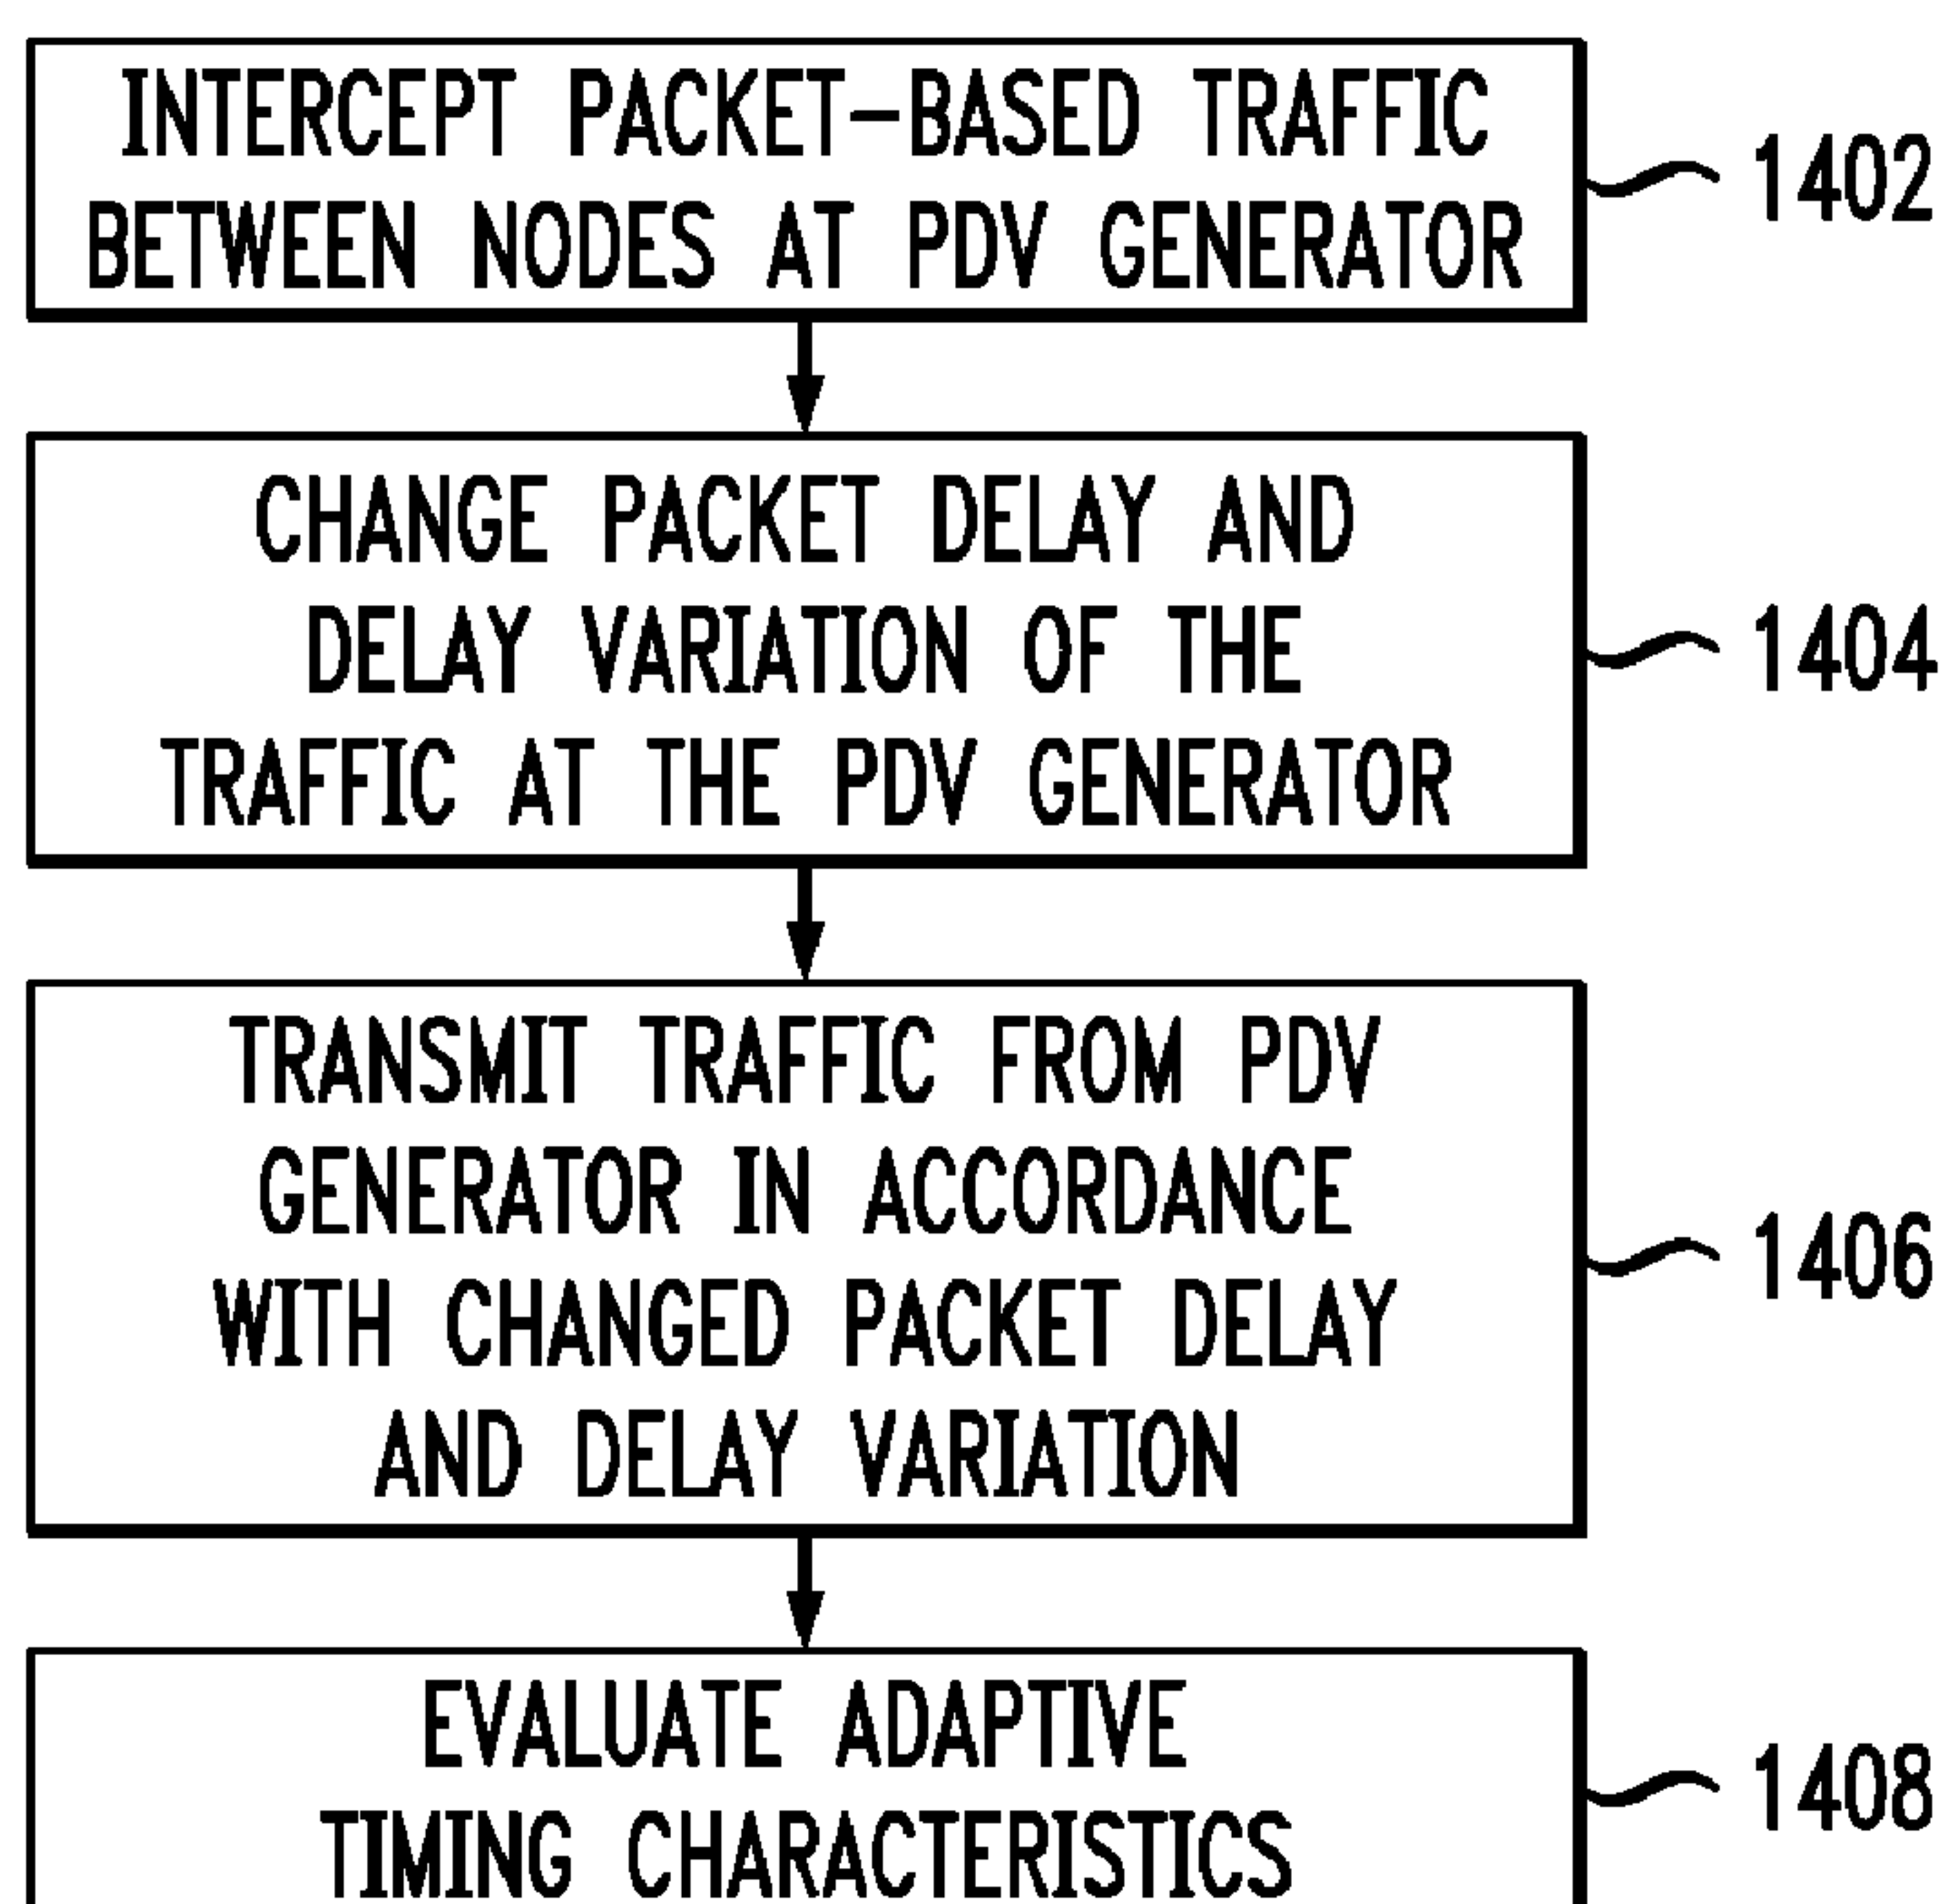 INTERCEPT PACKET-BASED TRAFFIC
BETWEEN NODES AT PDV GENERATOR
1402
CHANGE PACKET DELAY AND
DELAY VARIATION OF THE
TRAFFIC AT THE PDV GENERATOR
1404
TRANSMIT TRAFFIC FROM PDV
GENERATOR IN ACCORDANCE
WITH CHANGED PACKET DELAY
AND DELAY VARIATION
1406
EVALUATE ADAPTIVE
TIMING CHARACTERISTICS
1408